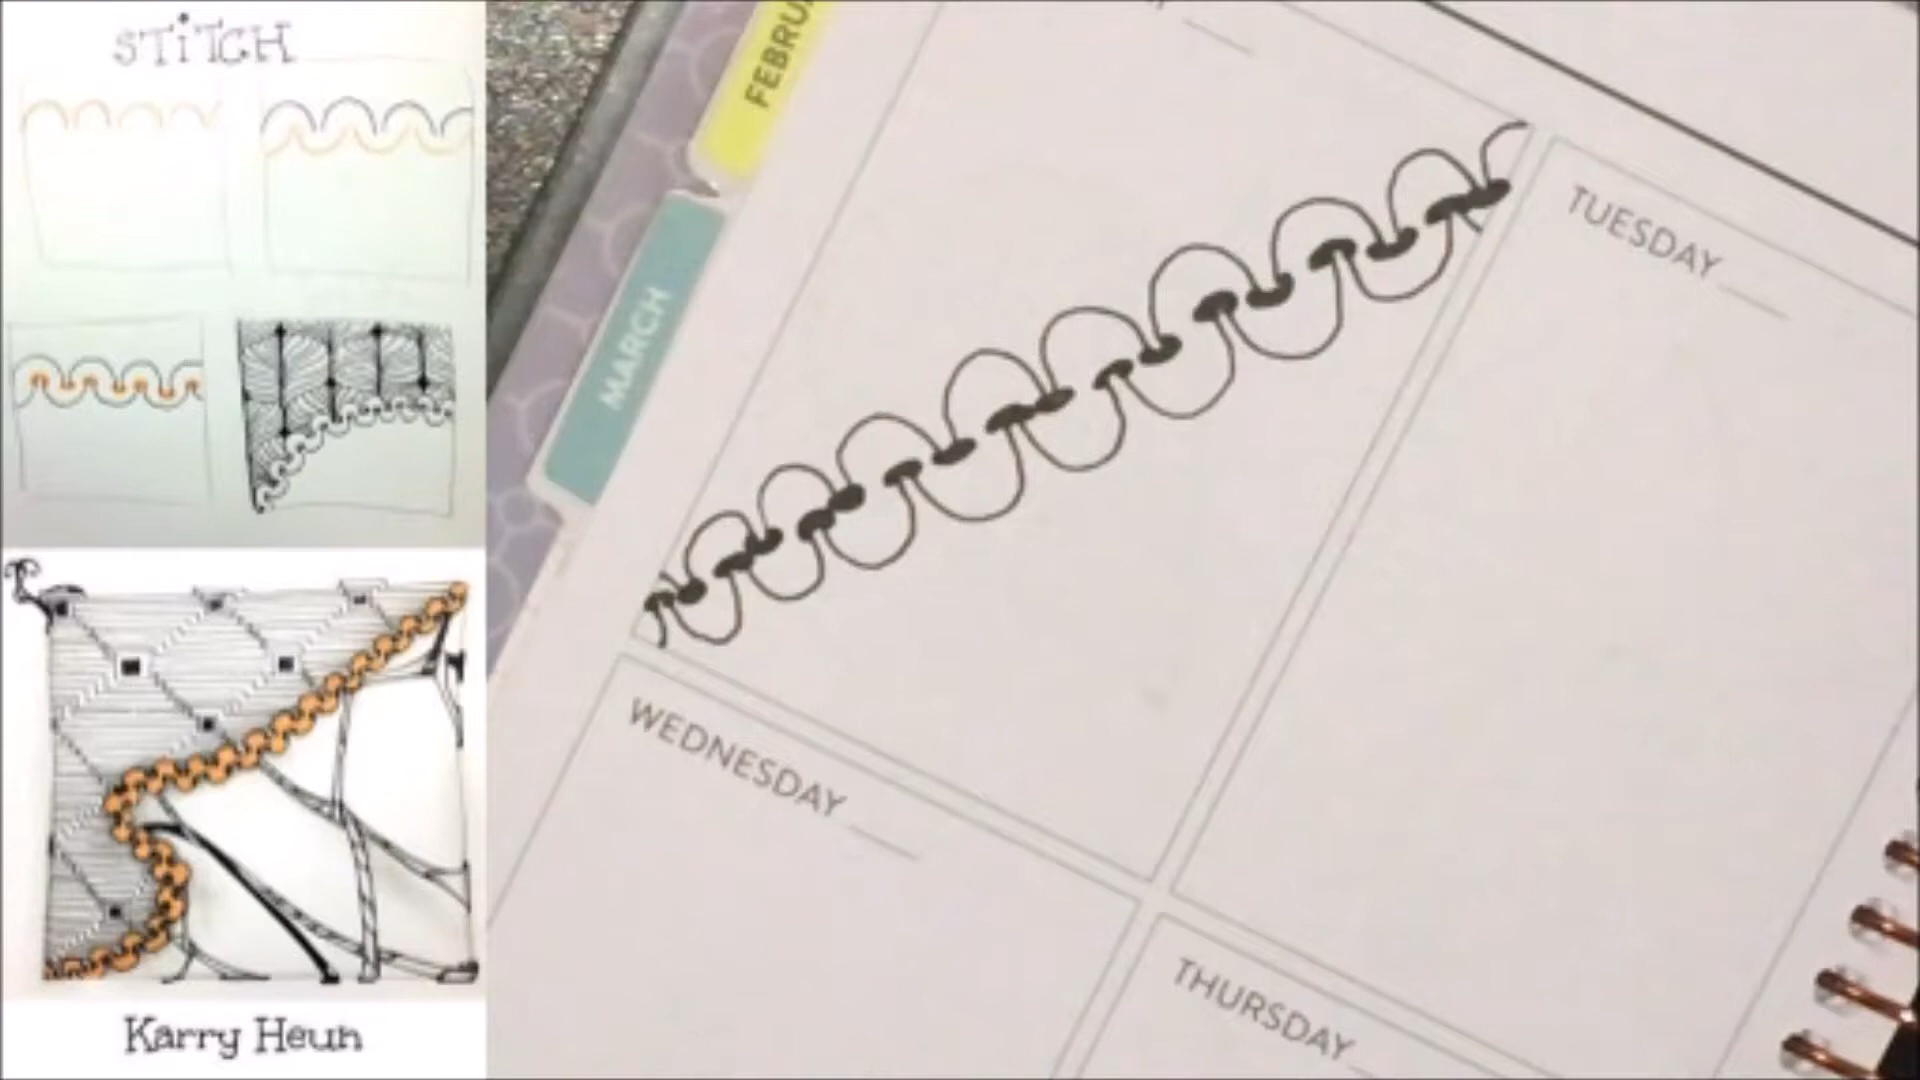 STiTCH
Karry Heun
FEBRU
MARCH
TUESDAY
WEDNESDAY
THURSDAY